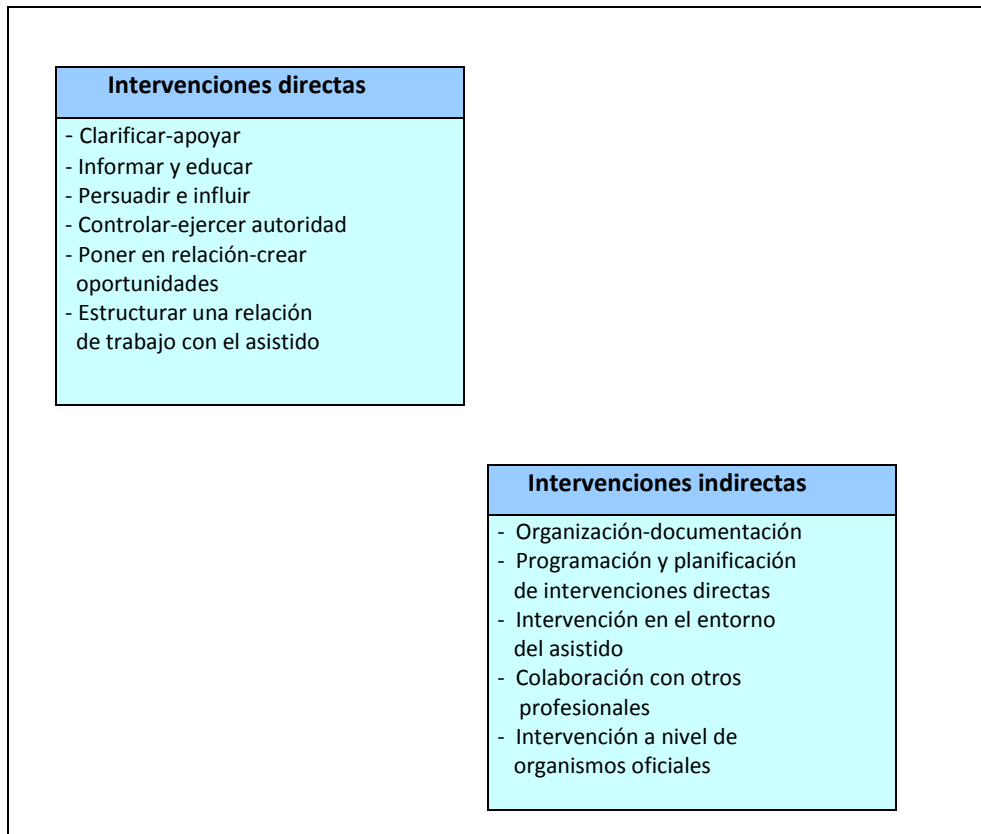 Intervenciones directas
- Clarificar-apoyar
- Informar y educar
- Persuadir e influir
- Controlar-ejercer autoridad
- Poner en relación-crear
oportunidades
- Estructurar una relación
de trabajo con el asistido
Intervenciones indirectas
- Organización-documentación
- Programación y planificación
de intervenciones directas
- Intervención en el entorno
del asistido
- Colaboración con otros
profesionales
- Intervención a nivel de
organismos oficiales